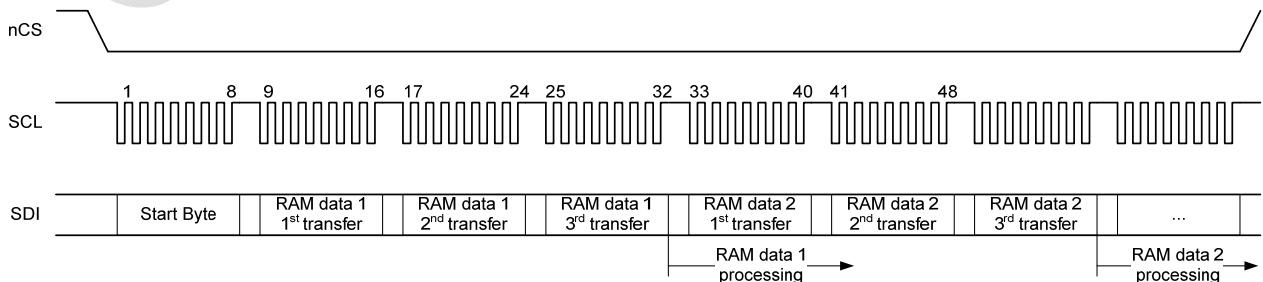 nCS
1 8 9 16 17 24 25 32 33 40 41 48
SCL
SDI
Start Byte
RAM data 1
1st transfer
RAM data 1
2nd transfer
RAM data 1
3rd transfer
RAM data 2
1st transfer
RAM data 2
2nd transfer
RAM data 2
3rd transfer
...
RAM data 1
processing
RAM data 2
processing